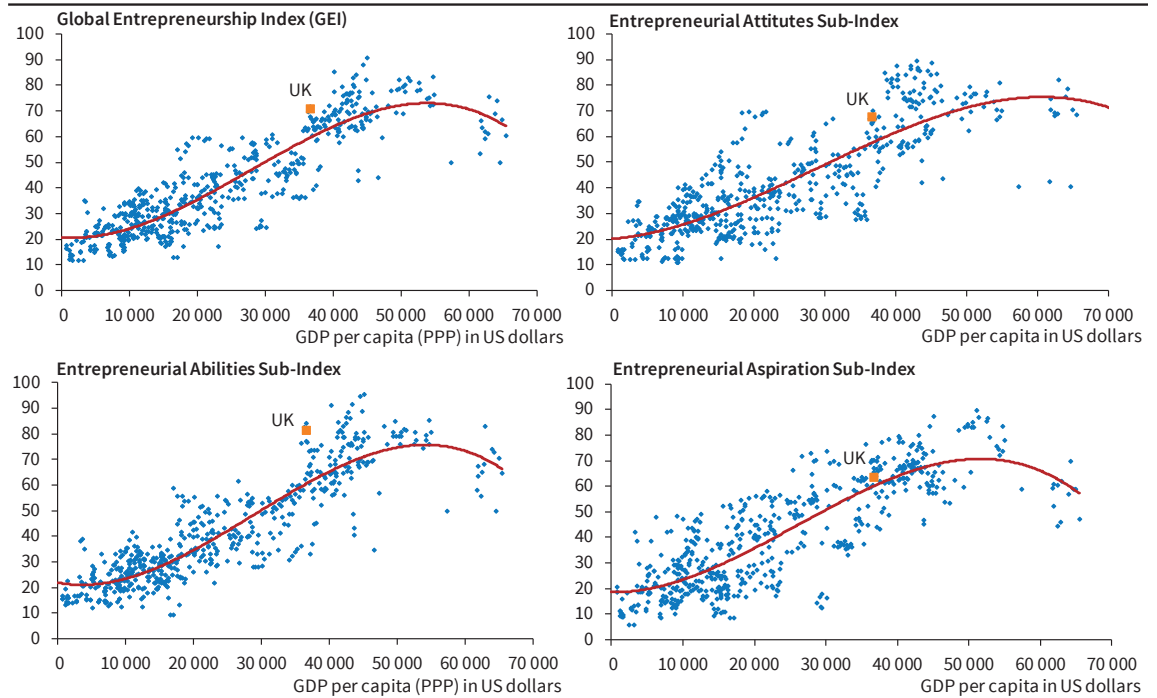 Global Entrepreneurship Index (GEI)
100
90
80
70
60
50
40
30
20
10
0
UK
0 10 000 20 000 30 000 40 000 50 000 60 000 70 000
GDP per capita (PPP) in US dollars
Entrepreneurial Attitutes Sub-Index
100
90
80
70
60
50
40
30
20
10
0
UK
0 10 000 20 000 30 000 40 000 50 000 60 000 70 000
GDP per capita (PPP) in US dollars
Entrepreneurial Abilities Sub-Index
100
90
80
70
60
50
40
30
20
10
0
UK
0 10 000 20 000 30 000 40 000 50 000 60 000 70 000
GDP per capita (PPP) in US dollars
Entrepreneurial Aspiration Sub-Index
100
90
80
70
60
50
40
30
20
10
0
UK
0 10 000 20 000 30 000 40 000 50 000 60 000 70 000
GDP per capita (PPP) in US dollars